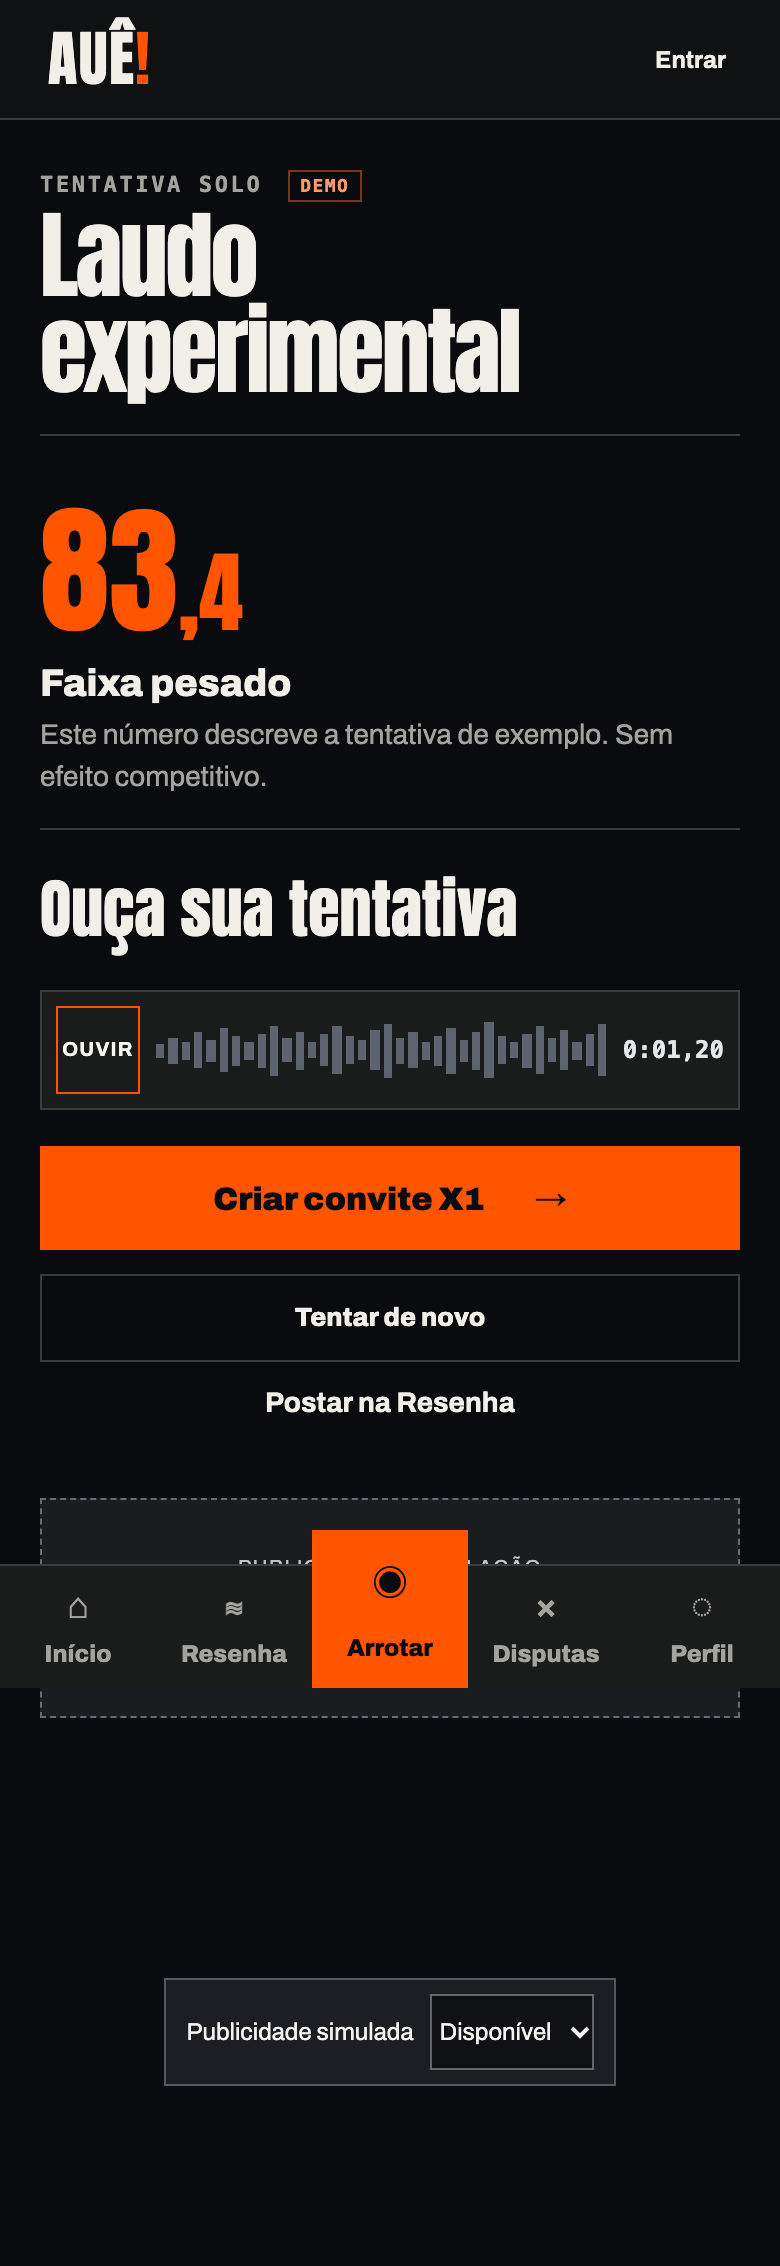 AUÊ!
Entrar
TENTATIVA SOLO DEMO
Laudo
experimental
83,4
Faixa pesado
Este número descreve a tentativa de exemplo. Sem
efeito competitivo.
Ouça sua tentativa
OUVIR 0:01,20
Criar convite X1 →
Tentar de novo
Postar na Resenha
Início Resenha Arrotar Disputas Perfil
Publicidade simulada Disponível